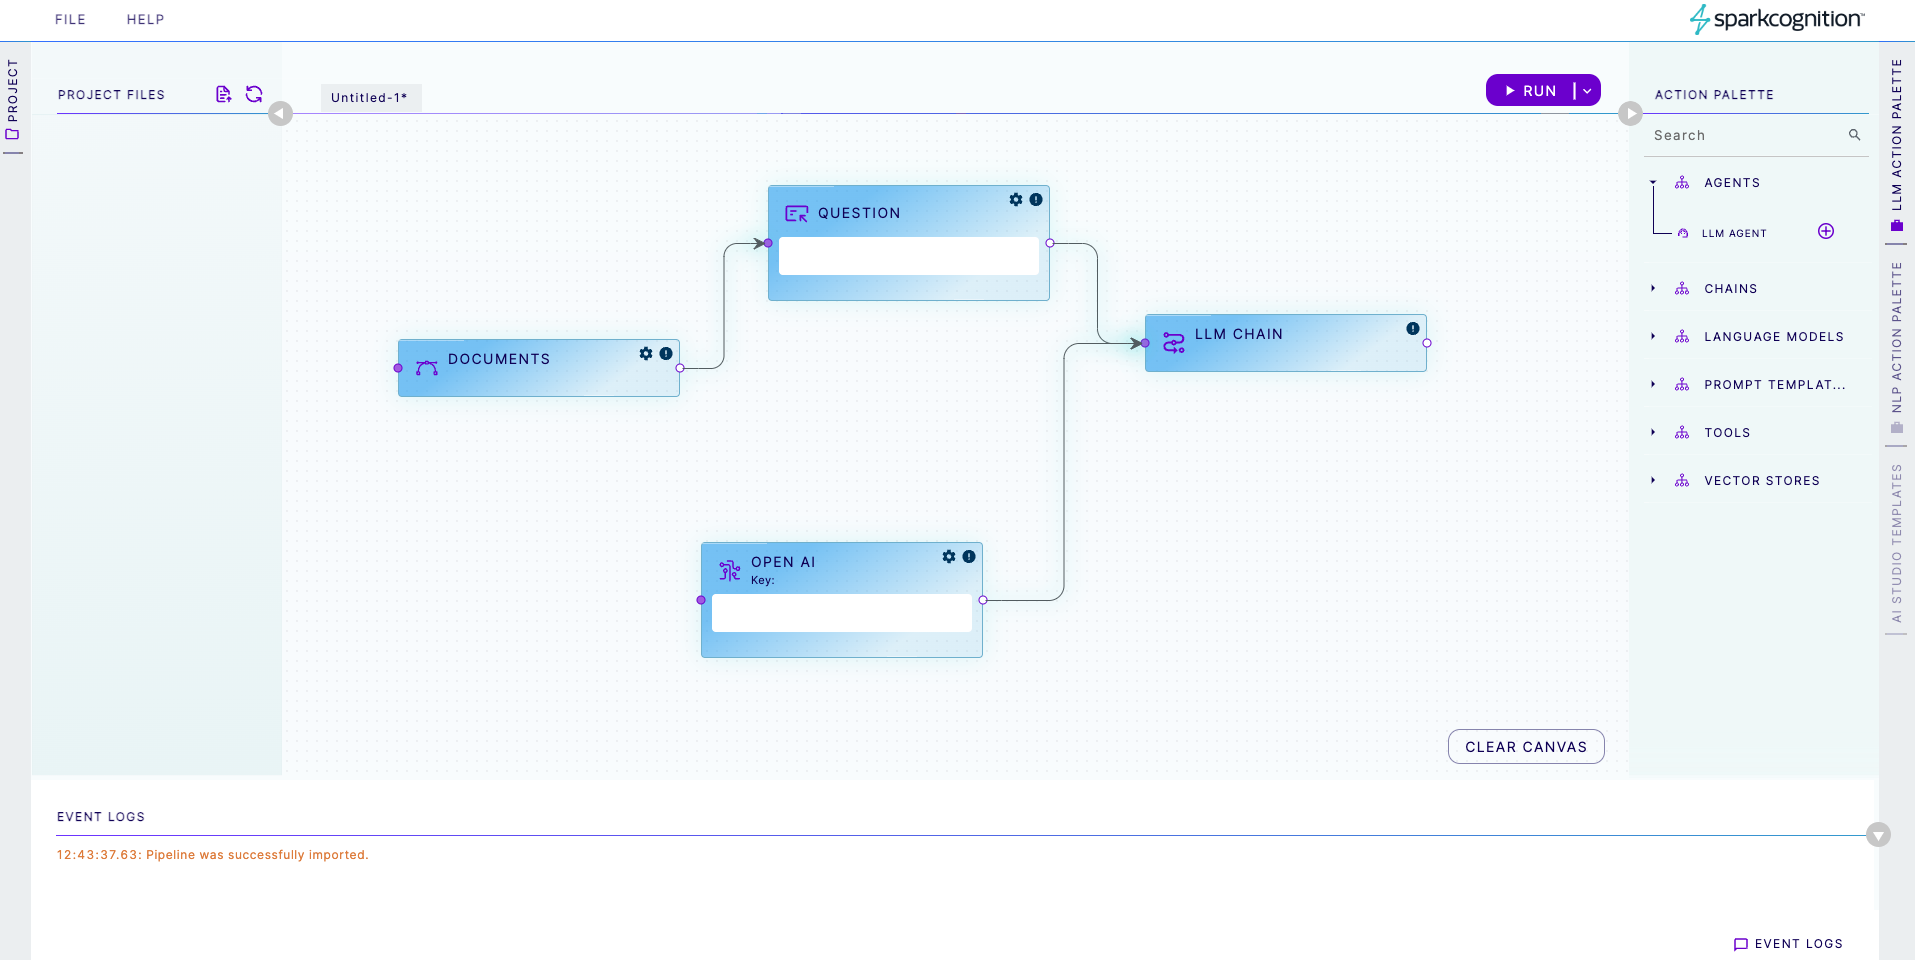 FILE
HELP
sparkcognition™
PROJECT
PROJECT FILES
Untitled-1*
RUN
ACTION PALETTE
Search
AGENTS
LLM AGENT
CHAINS
LANGUAGE MODELS
PROMPT TEMPLAT...
TOOLS
VECTOR STORES
LLM ACTION PALETTE
NLP ACTION PALETTE
AI STUDIO TEMPLATES
QUESTION
DOCUMENTS
LLM CHAIN
OPEN AI
Key:
CLEAR CANVAS
EVENT LOGS
12:43:37.63: Pipeline was successfully imported.
EVENT LOGS